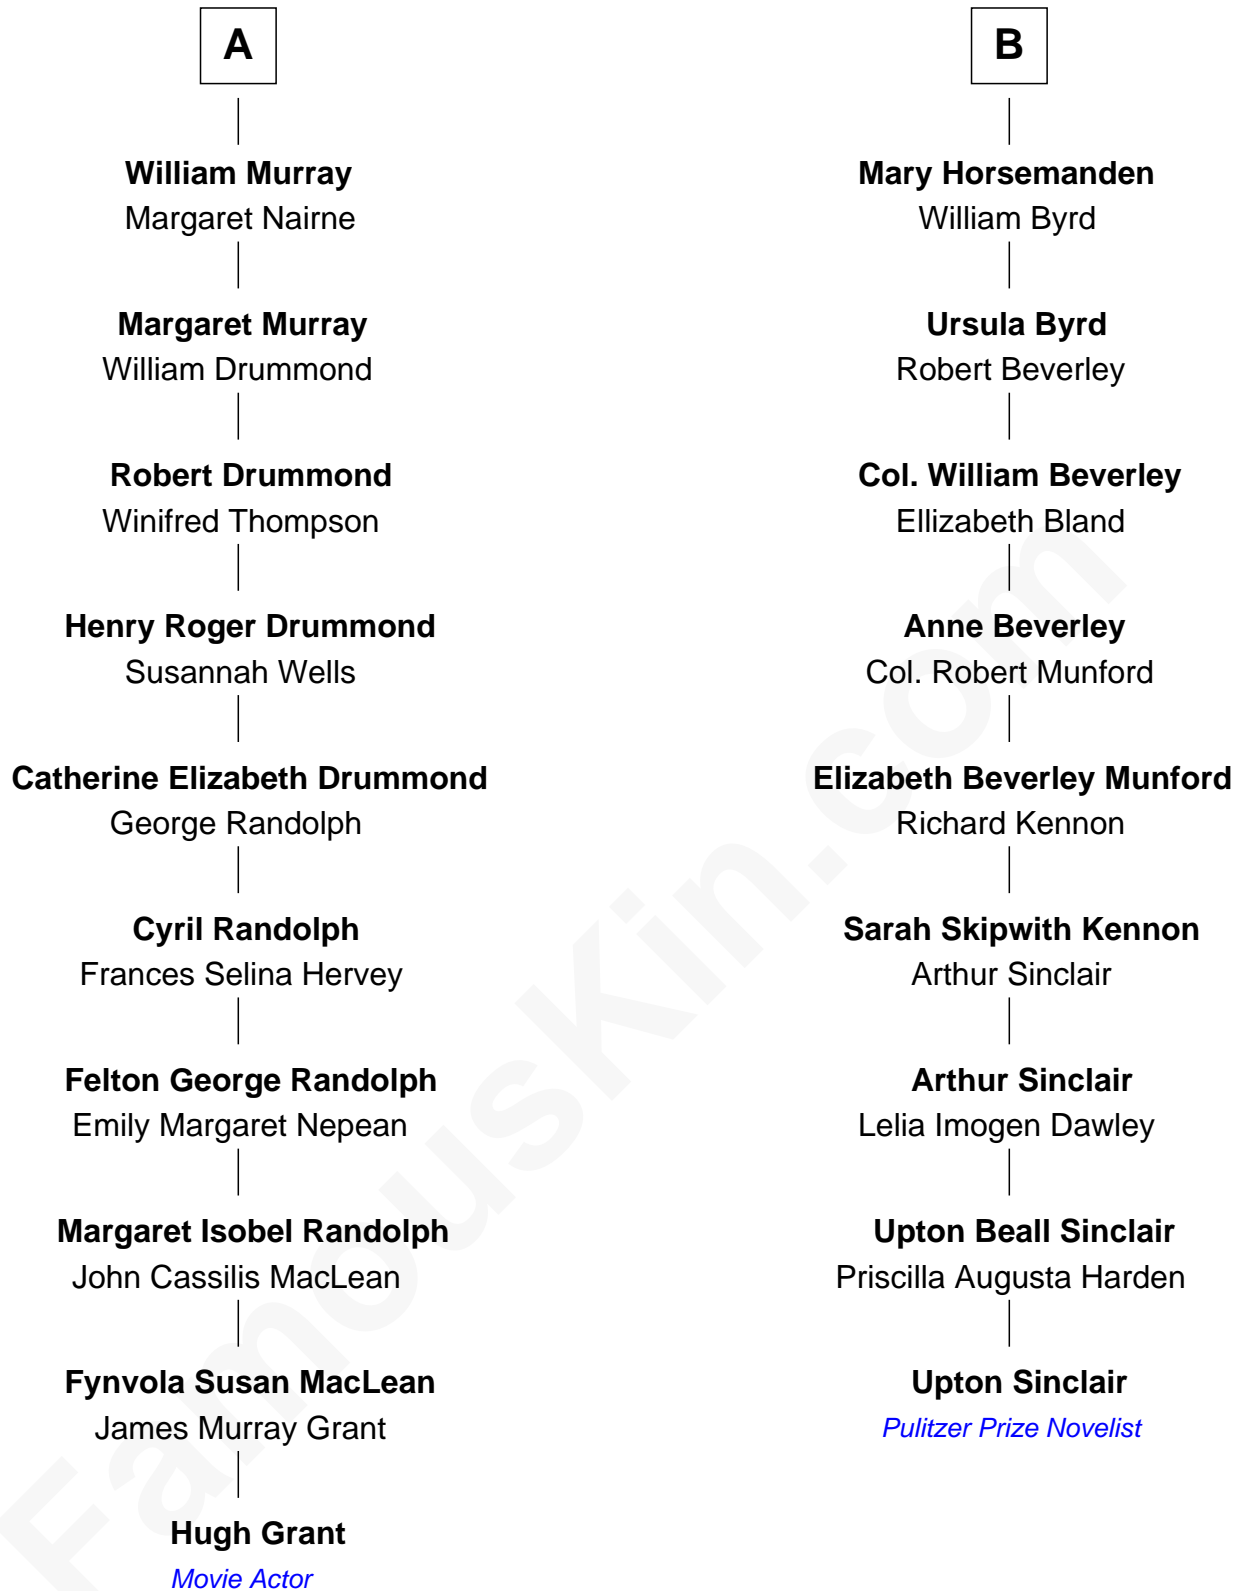 A
William Murray
Margaret Nairne
Margaret Murray
William Drummond
Robert Drummond
Winifred Thompson
Henry Roger Drummond
Susannah Wells
Catherine Elizabeth Drummond
George Randolph
Cyril Randolph
Frances Selina Hervey
Felton George Randolph
Emily Margaret Nepean
Margaret Isobel Randolph
John Cassilis MacLean
Fynvola Susan MacLean
James Murray Grant
Hugh Grant
Movie Actor
B
Mary Horsemanden
William Byrd
Ursula Byrd
Robert Beverley
Col. William Beverley
Ellizabeth Bland
Anne Beverley
Col. Robert Munford
Elizabeth Beverley Munford
Richard Kennon
Sarah Skipwith Kennon
Arthur Sinclair
Arthur Sinclair
Lelia Imogen Dawley
Upton Beall Sinclair
Priscilla Augusta Harden
Upton Sinclair
Pulitzer Prize Novelist
FamousKin.com